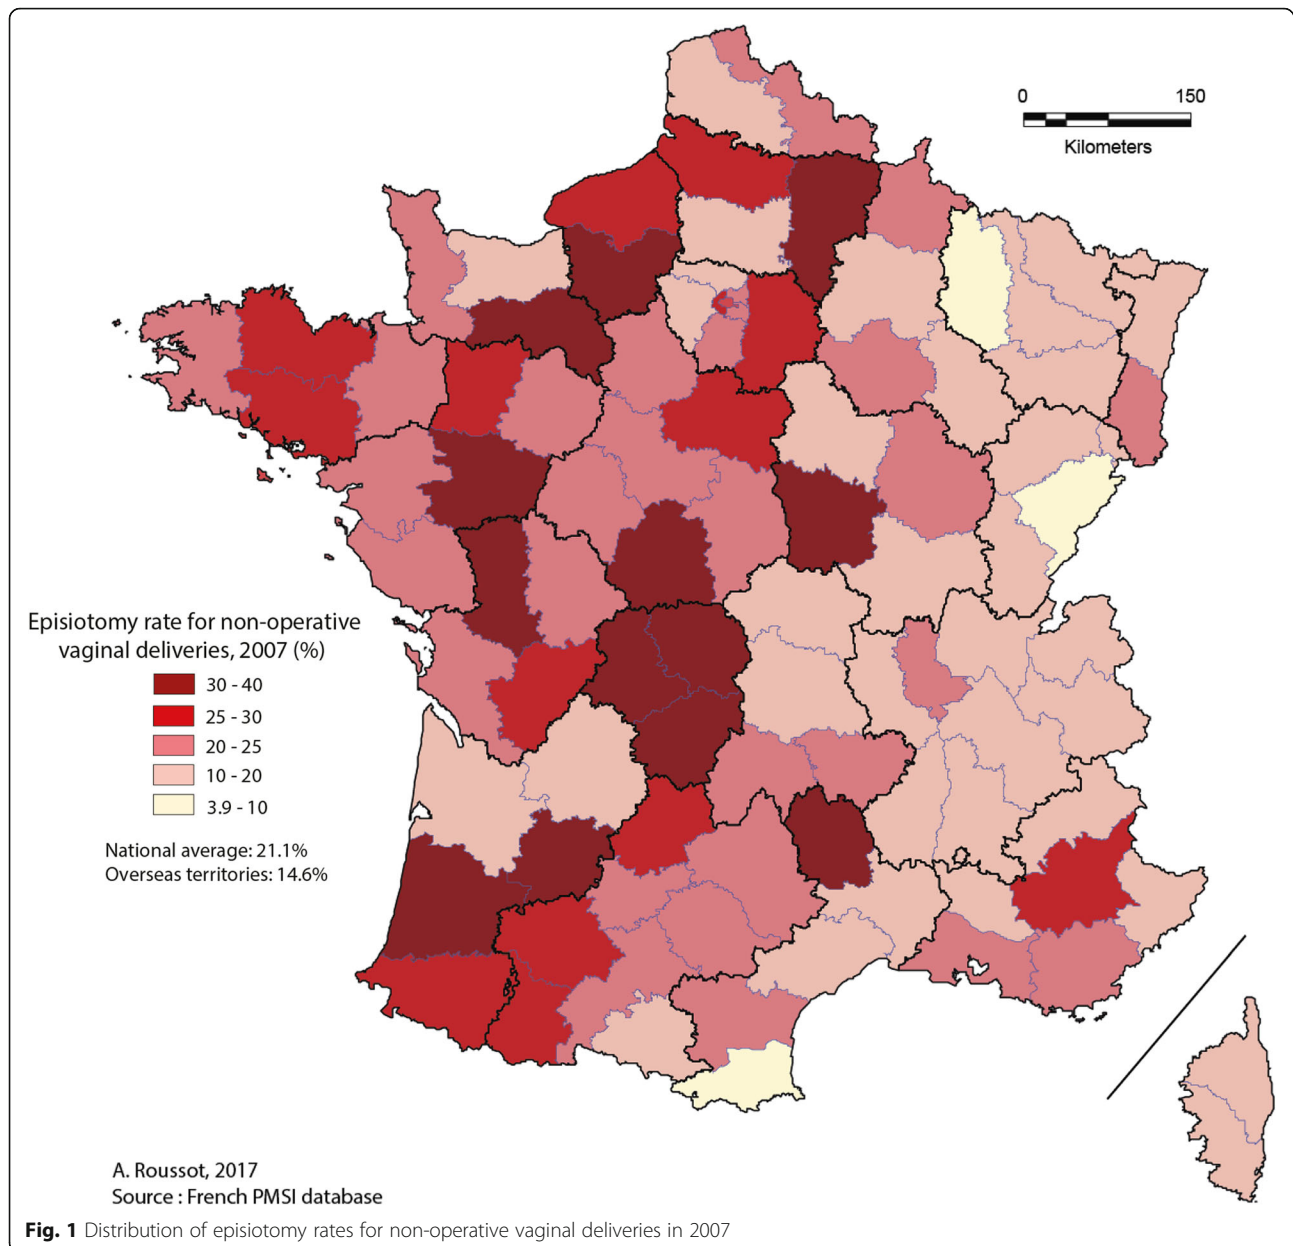 0 150
Kilometers
Episiotomy rate for non-operative
vaginal deliveries, 2007 (%)
30 - 40
25 - 30
20 - 25
10 - 20
3.9 - 10
National average: 21.1%
Overseas territories: 14.6%
A. Roussot, 2017
Source : French PMSI database
Fig. 1 Distribution of episiotomy rates for non-operative vaginal deliveries in 2007